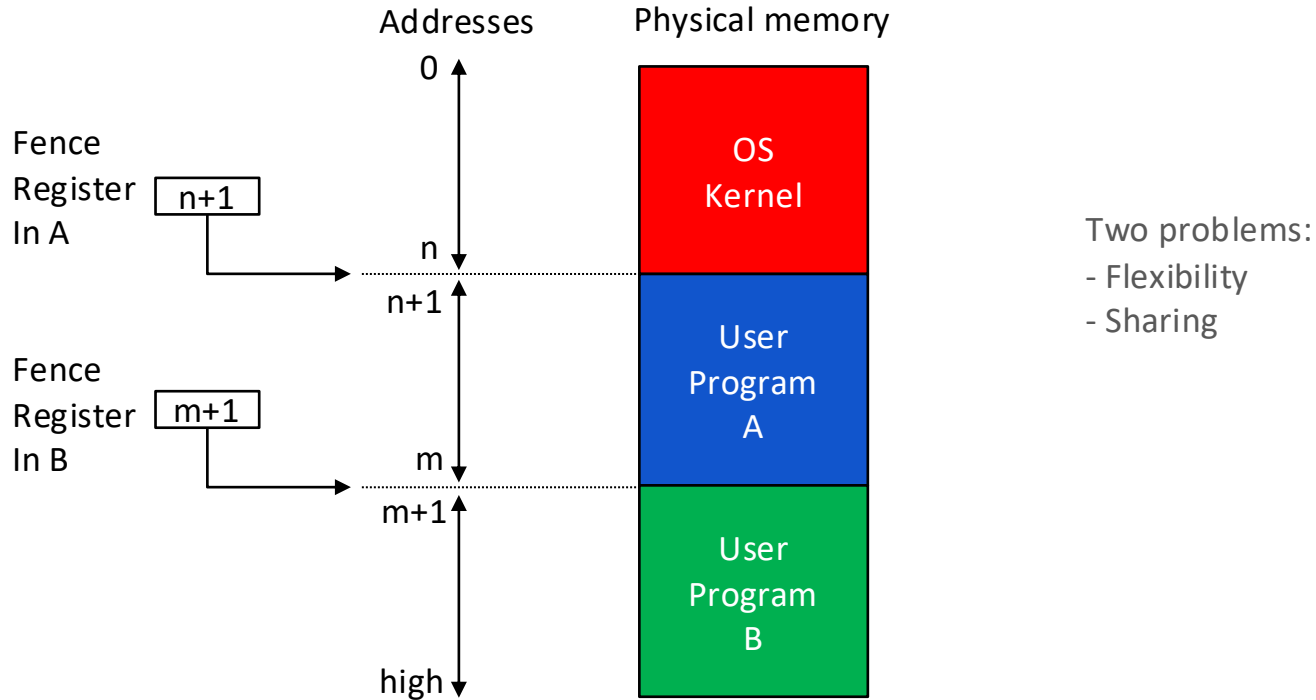 Addresses
Physical memory
0
Fence
Register
In A
n+1
OS
Kernel
n
n+1
Two problems:
- Flexibility
- Sharing
User
Program
A
Fence
Register
In B
m+1
m
m+1
User
Program
B
high